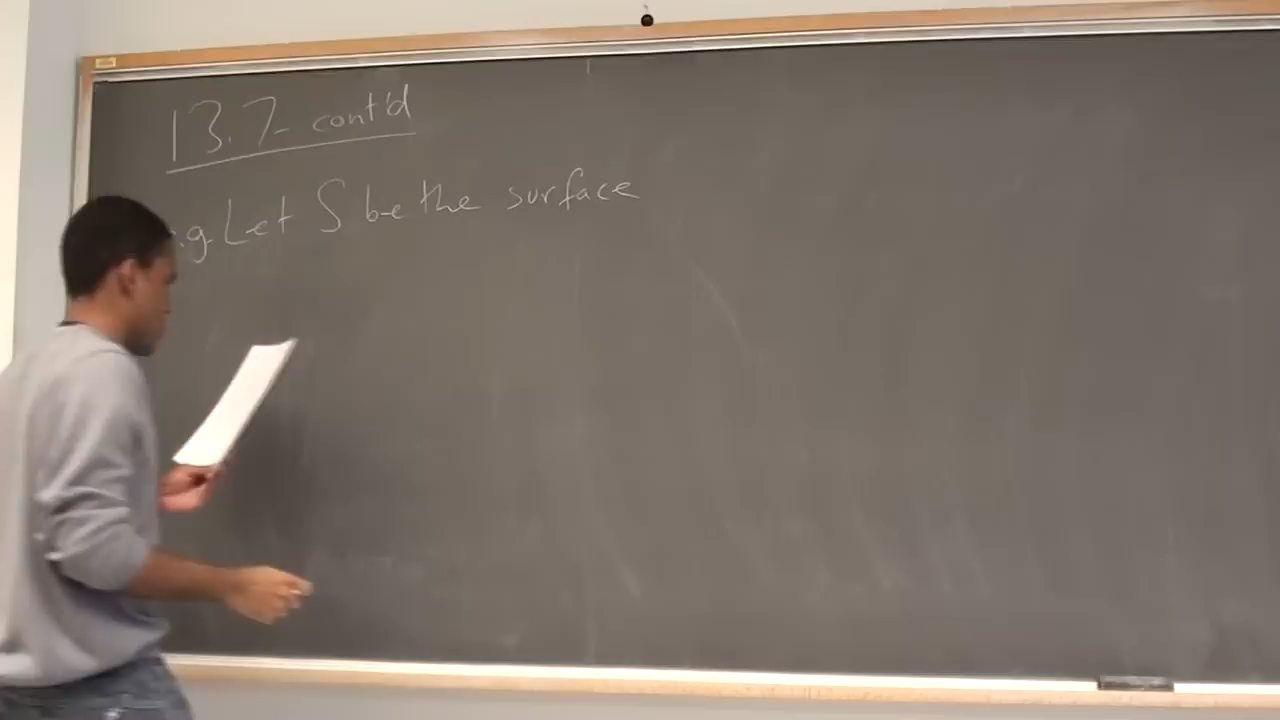 13.7 - cont'd
.g. Let S be the surface